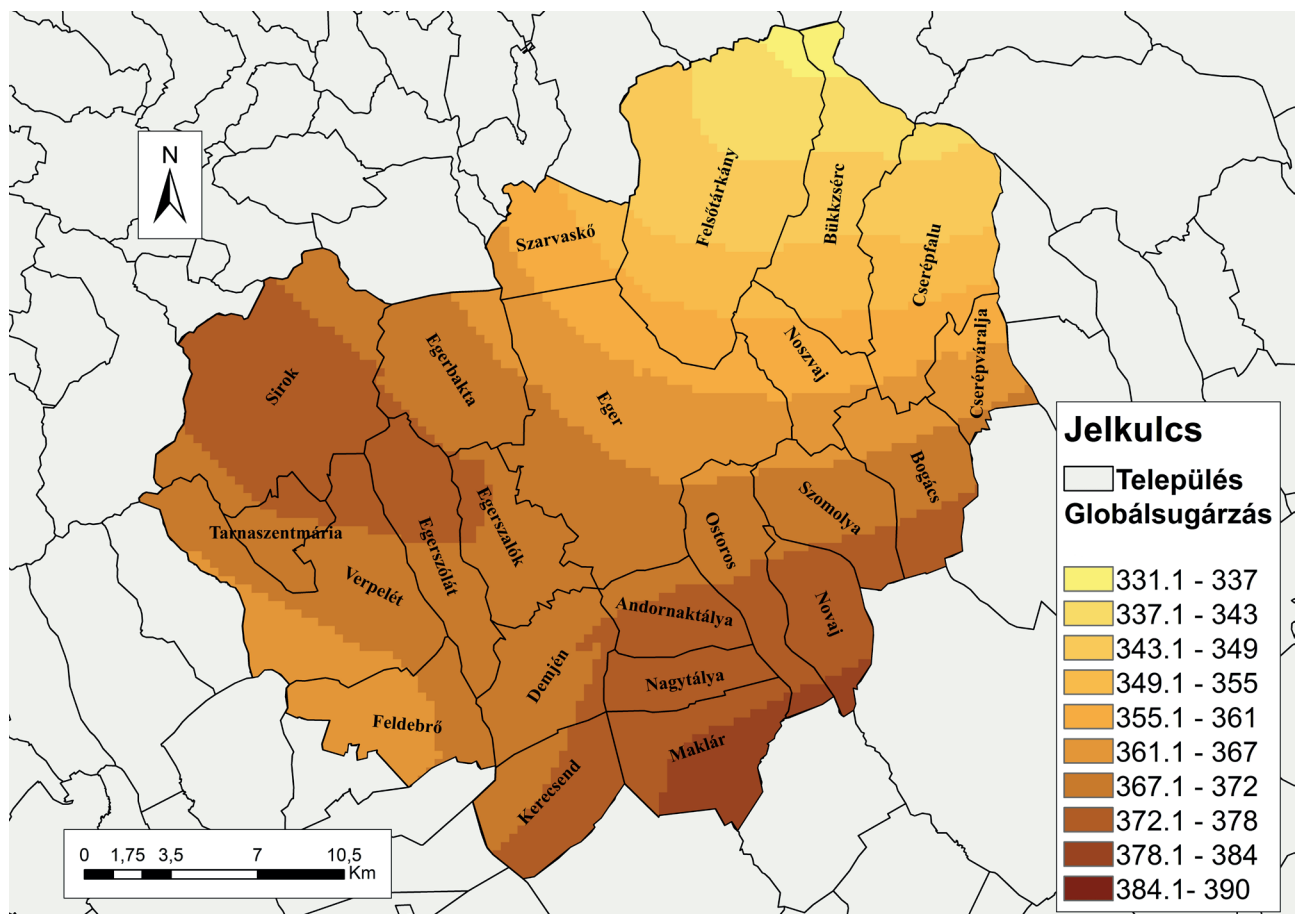 N
Felsőtárkány
Bükkzsérc
Szarvaskő
Cserépfalu
Noszvaj
Cserépváralja
Sirok
Egerbakta
Eger
Bogács
Szomolya
Egerszalók
Ostoros
Tarnaszentmária
Egerszólát
Verpelét
Andornaktálya
Novaj
Demjén
Nagytálya
Feldebrő
Maklár
Kerecsend
Jelkulcs
Település
Globálsugárzás
331.1 - 337
337.1 - 343
343.1 - 349
349.1 - 355
355.1 - 361
361.1 - 367
367.1 - 372
372.1 - 378
378.1 - 384
384.1- 390
0 1,75 3,5 7 10,5
Km